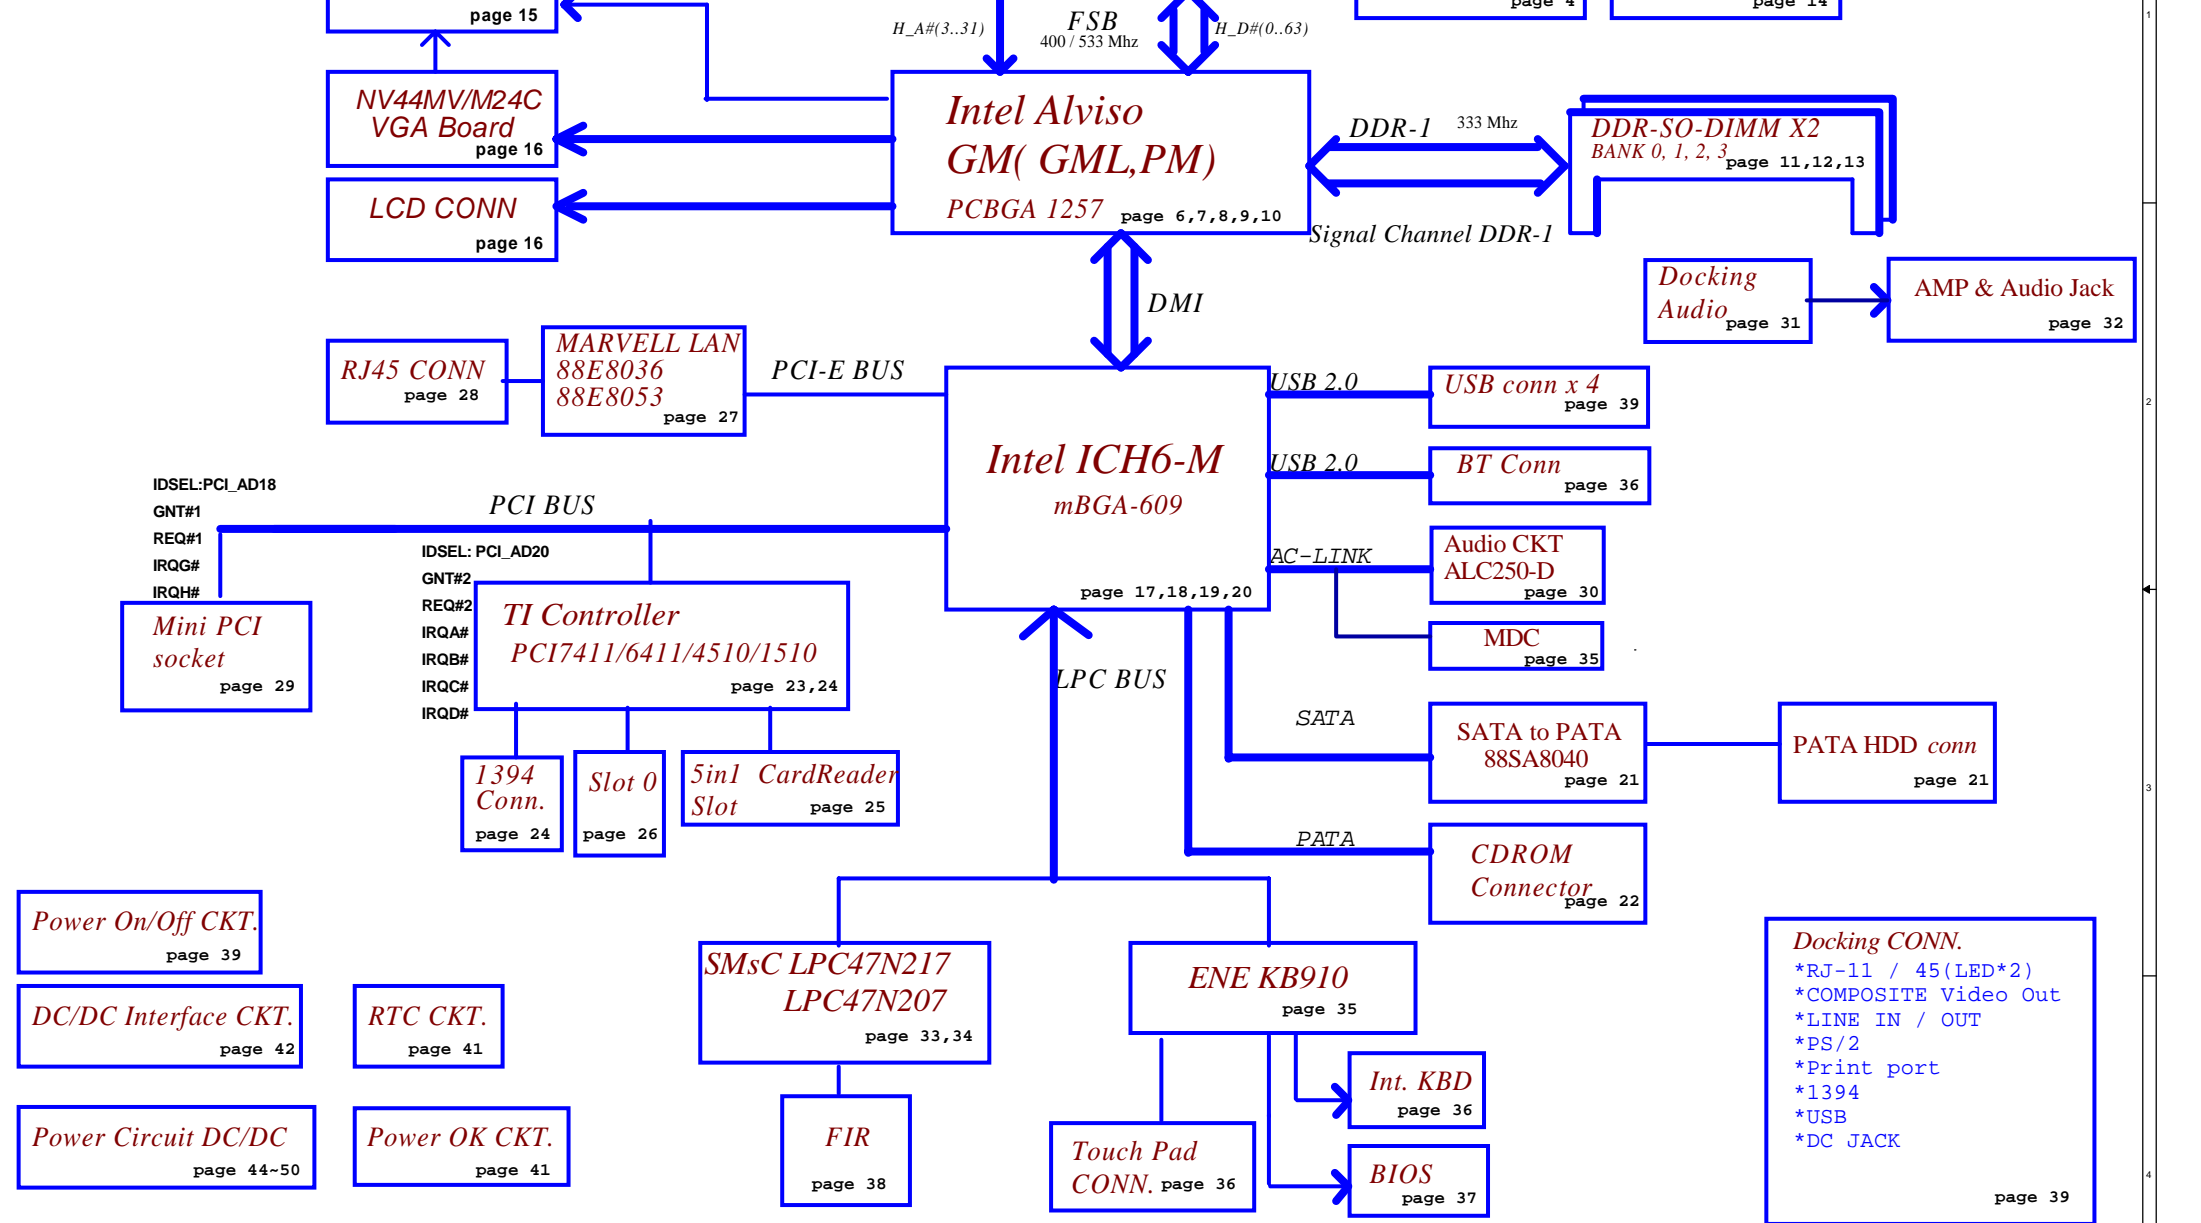 page 15
H_A#(3..31)
FSB
400 / 533 Mhz
H_D#(0..63)
page 4
page 14
1
NV44MV/M24C
VGA Board
page 16
Intel Alviso
GM( GML,PM)
PCBGA 1257
page 6,7,8,9,10
DDR-1
333 Mhz
DDR-SO-DIMM X2
BANK 0, 1, 2, 3
page 11,12,13
LCD CONN
page 16
Signal Channel DDR-1
DMI
Docking
Audio
page 31
AMP & Audio Jack
page 32
RJ45 CONN
page 28
MARVELL LAN
88E8036
88E8053
page 27
PCI-E BUS
USB 2.0
USB conn x 4
page 39
2
Intel ICH6-M
mBGA-609
page 17,18,19,20
USB 2.0
BT Conn
page 36
IDSEL:PCI_AD18
GNT#1
REQ#1
IRQG#
IRQH#
PCI BUS
IDSEL: PCI_AD20
GNT#2
REQ#2
IRQA#
IRQB#
IRQC#
IRQD#
AC-LINK
Audio CKT
ALC250-D
page 30
Mini PCI
socket
page 29
TI Controller
PCI7411/6411/4510/1510
page 23,24
MDC
page 35
LPC BUS
SATA
SATA to PATA
88SA8040
page 21
PATA HDD conn
page 21
1394
Conn.
page 24
Slot 0
page 26
5in1 CardReader
Slot
page 25
3
PATA
CDROM
Connector
page 22
Power On/Off CKT.
page 39
SMsC LPC47N217
LPC47N207
page 33,34
ENE KB910
page 35
Docking CONN.
*RJ-11 / 45(LED*2)
*COMPOSITE Video Out
*LINE IN / OUT
*PS/2
*Print port
*1394
*USB
*DC JACK
page 39
DC/DC Interface CKT.
page 42
RTC CKT.
page 41
Int. KBD
page 36
Power Circuit DC/DC
page 44~50
Power OK CKT.
page 41
FIR
page 38
Touch Pad
CONN.
page 36
BIOS
page 37
4